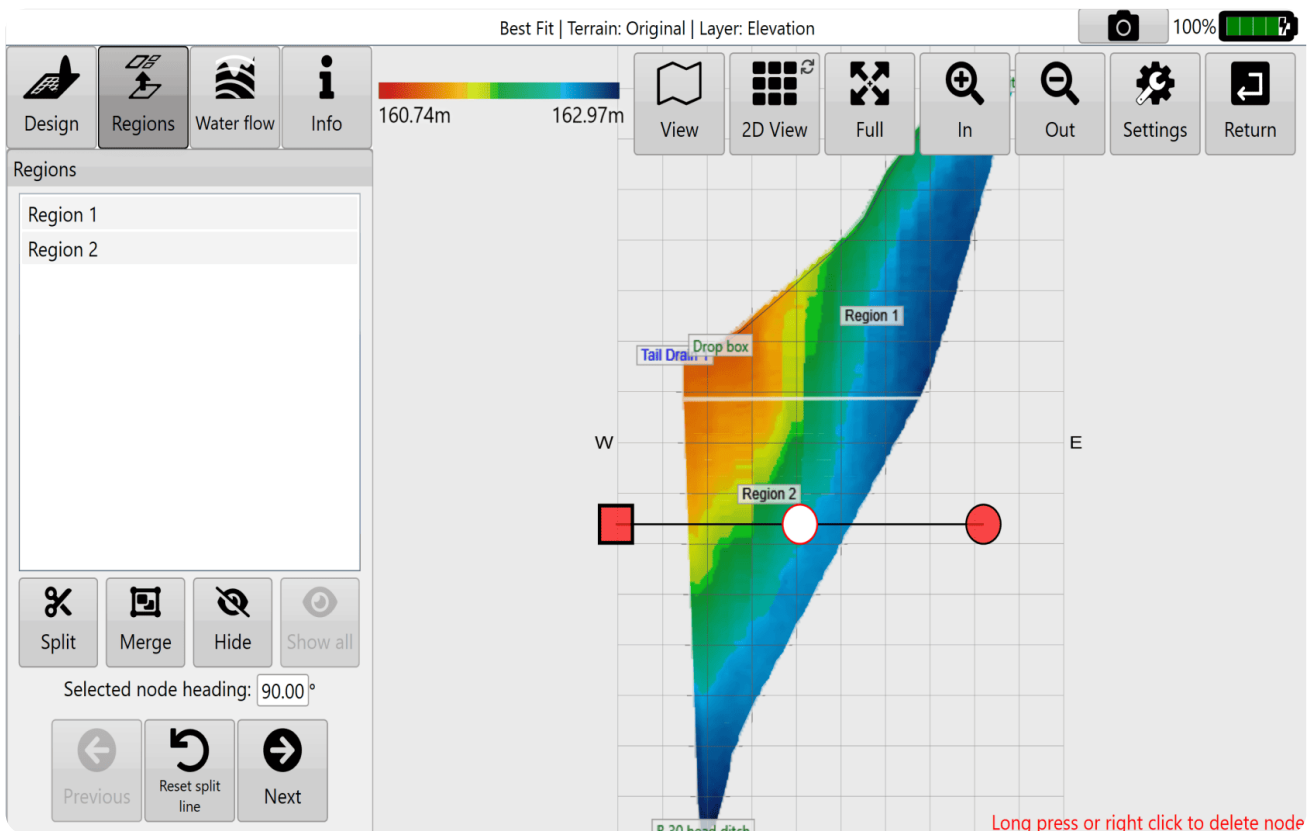 Best Fit | Terrain: Original | Layer: Elevation
100%
Design
Regions
Water flow
Info
160.74m
162.97m
View
2D View
Full
In
Out
Settings
Return
Regions
Region 1
Region 2
Region 1
Drop box
Tail Drain 1
W
E
Region 2
Split
Merge
Hide
Show all
Selected node heading: 90.00 °
Previous
Reset split
line
Next
Long press or right click to delete node
head ditch